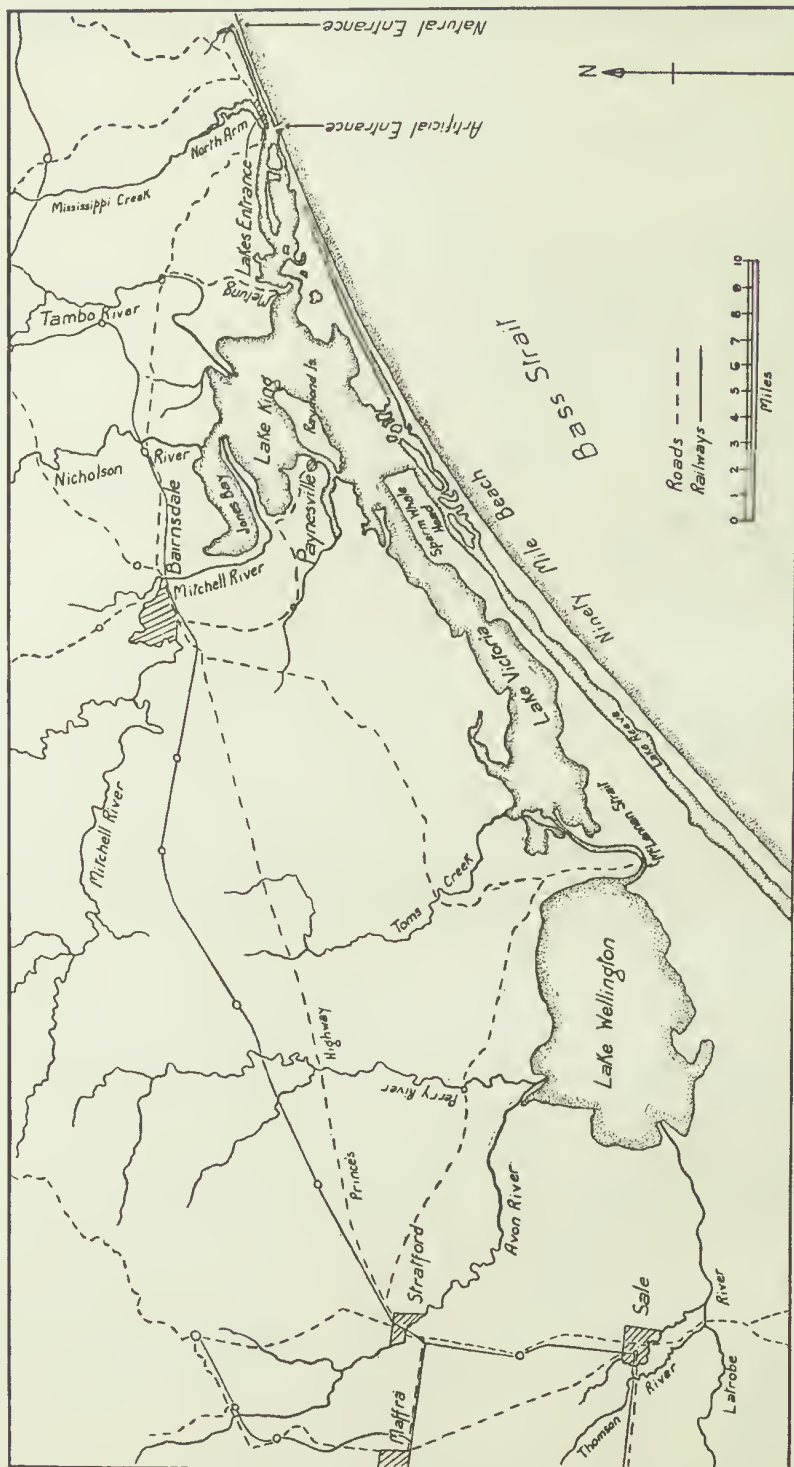 Natural Entrance
Artificial Entrance
N
North Arm
Mississippi Creek
Lakes Entrance
Metung
Tambo River
Nicholson
River
Lake King
Raymond Is.
Jones Bay
Paynesville
Bairnsdale
Mitchell River
Sperm Whale
Head
Bass Strait
Ninety Mile Beach
Roads
Railways
0 1 2 3 4 5 6 7 8 9 10
Miles
Lake Victoria
Lake Reeve
McLennan Strait
Mitchell River
Toms Creek
Lake Wellington
Princes Highway
Perry River
Avon River
Stratford
Maffra
Sale
Thomson River
Latrobe River